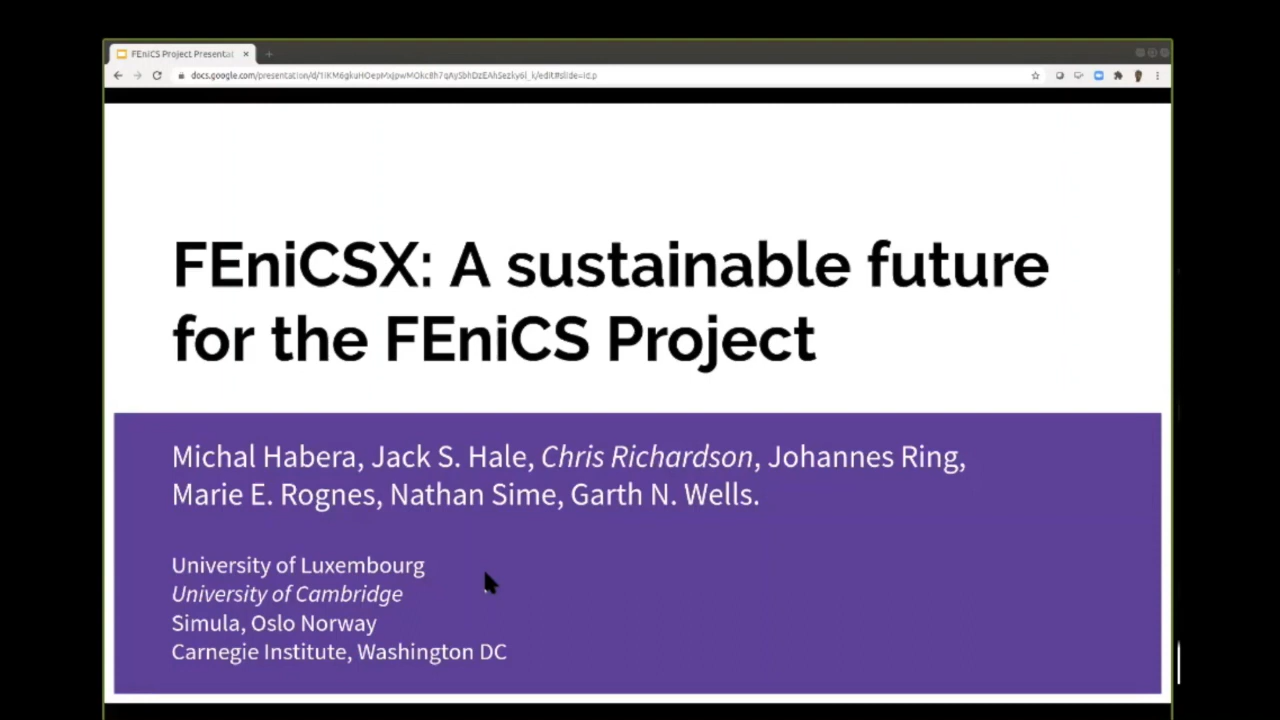 FEniCS Project Presentat
FEniCSX: A sustainable future
for the FEniCS Project
Michal Habera, Jack S. Hale, Chris Richardson, Johannes Ring,
Marie E. Rognes, Nathan Sime, Garth N. Wells.
University of Luxembourg
University of Cambridge
Simula, Oslo Norway
Carnegie Institute, Washington DC